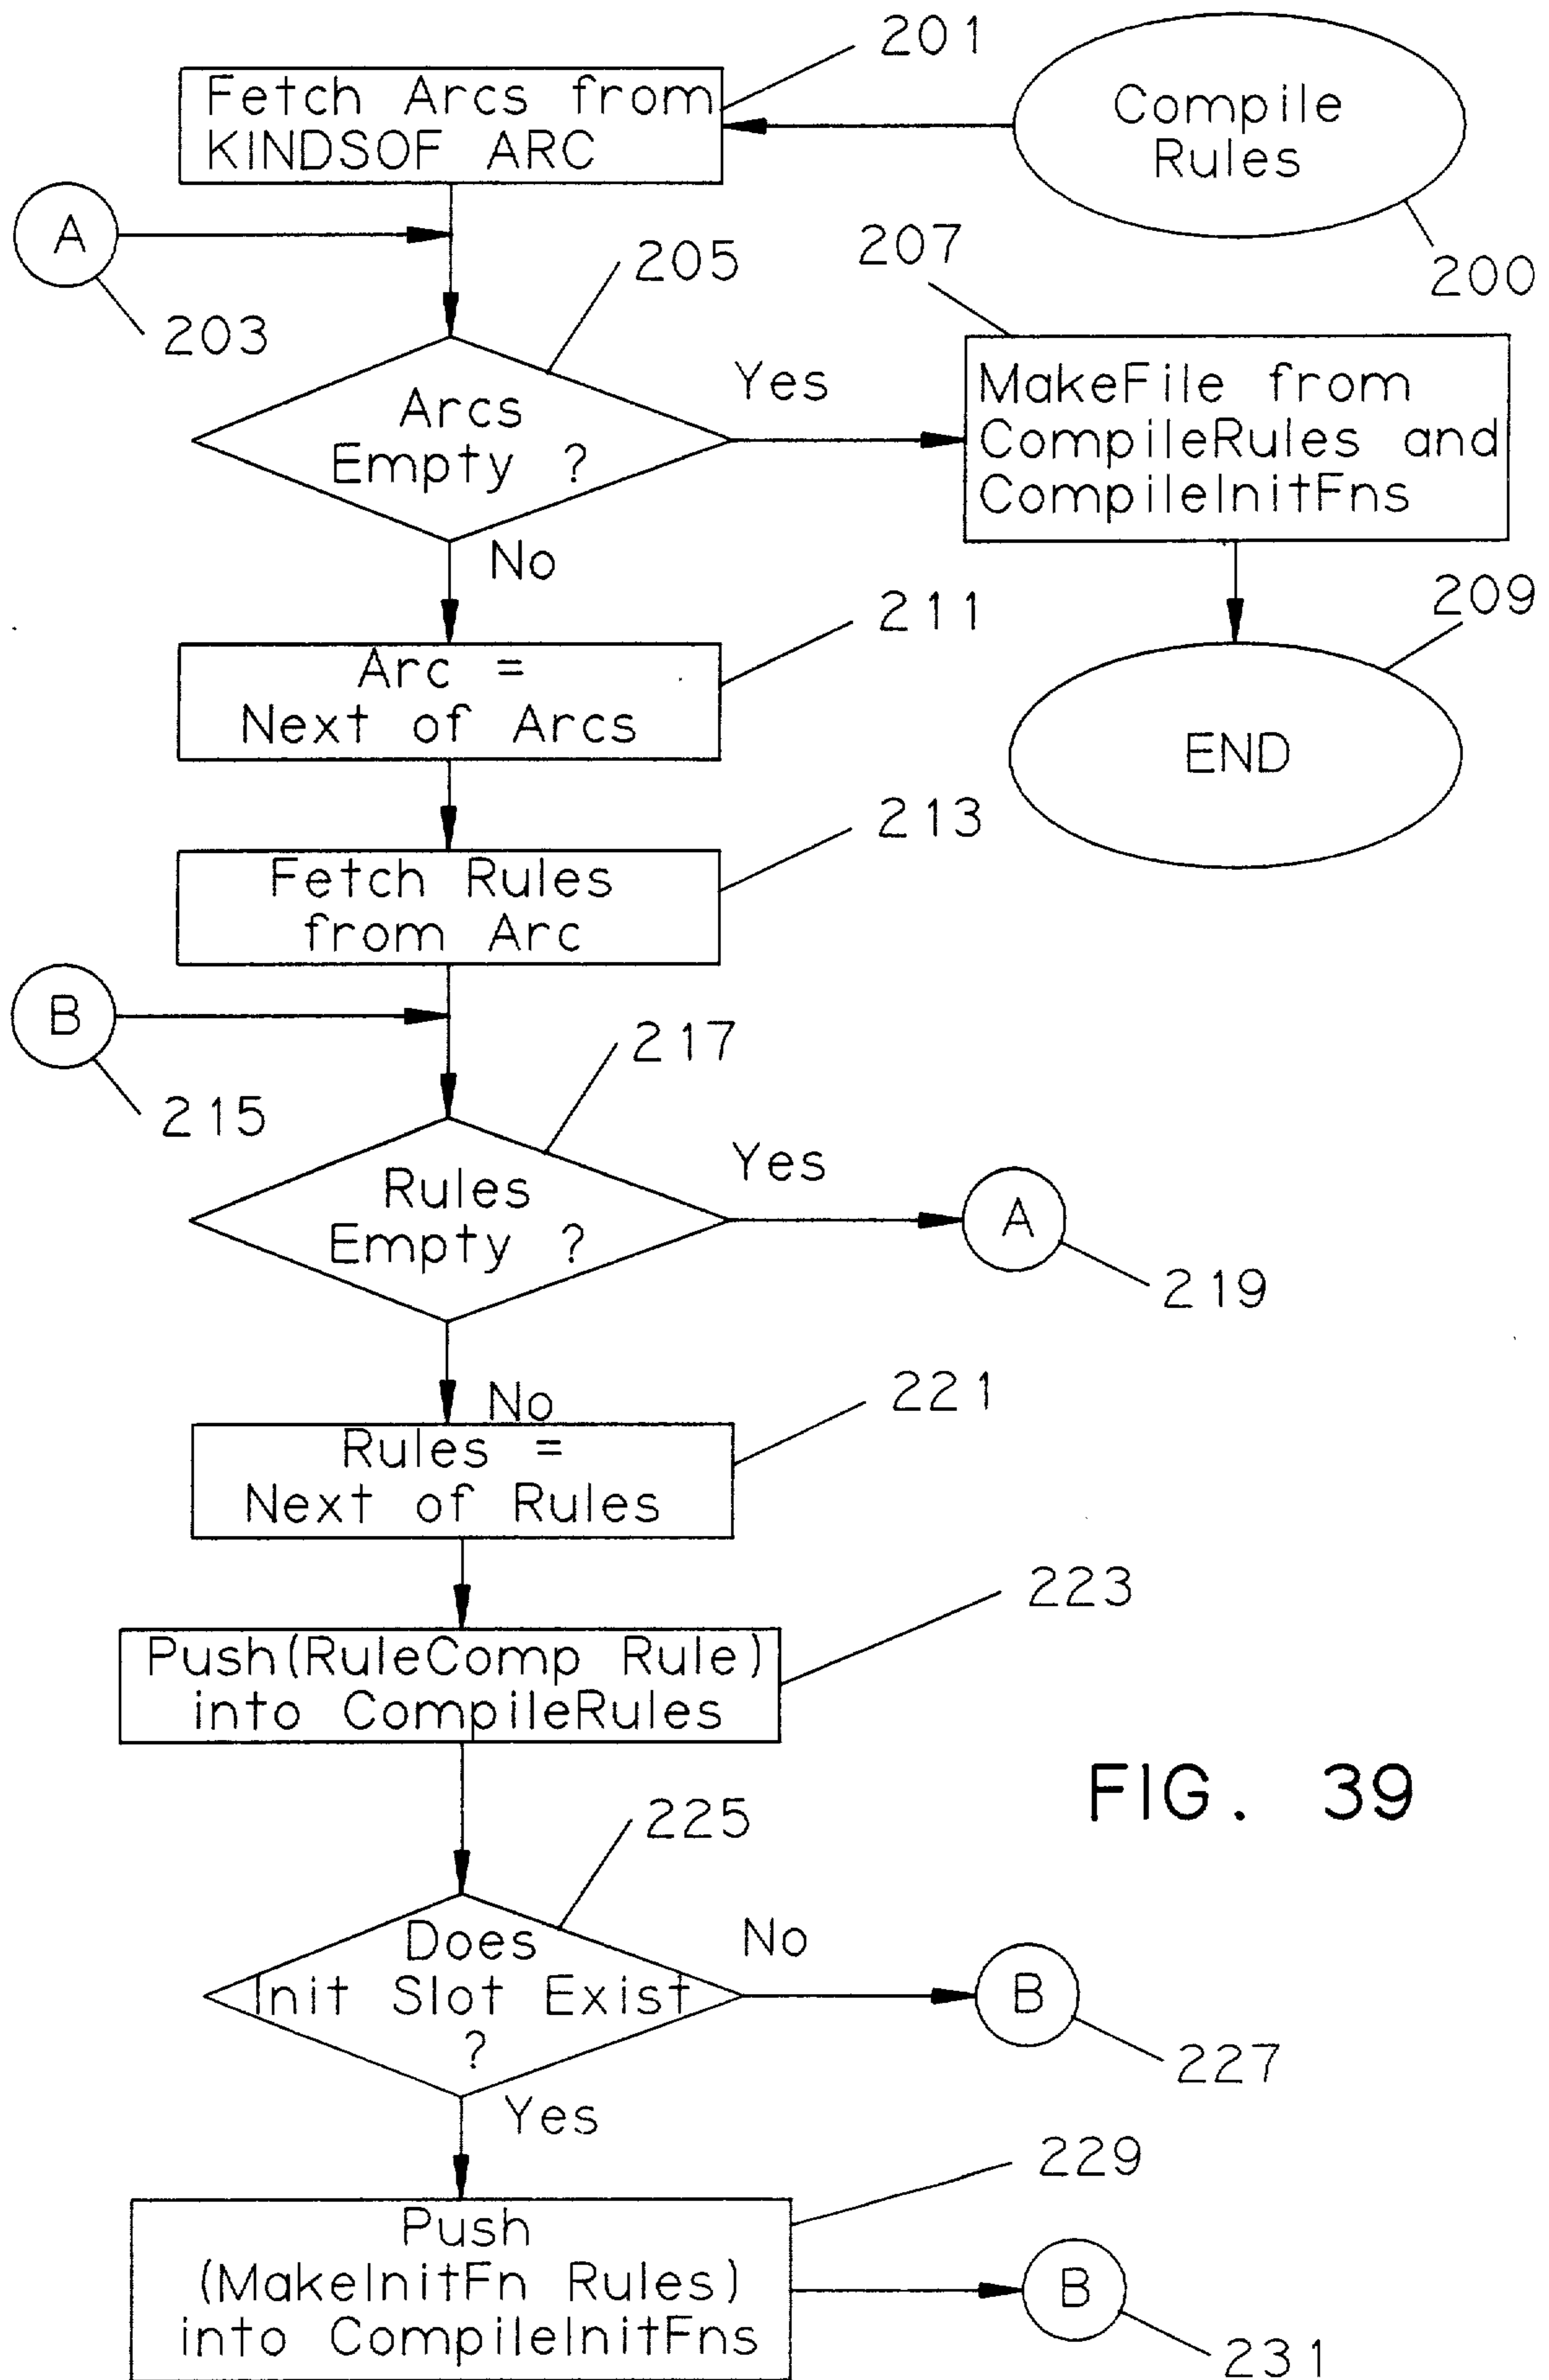 201
Fetch Arcs from
KINDSOF ARC
Compile
Rules
200
A
203
205
207
Arcs
Empty ?
Yes
MakeFile from
CompileRules and
CompileInitFns
No
209
END
211
Arc =
Next of Arcs
213
Fetch Rules
from Arc
B
215
217
Rules
Empty ?
Yes
A
219
No
221
Rules =
Next of Rules
223
Push(RuleComp Rule)
into CompileRules
FIG. 39
225
Does
Init Slot Exist
?
No
B
227
Yes
229
Push
(MakeInitFn Rules)
into CompileInitFns
B
231